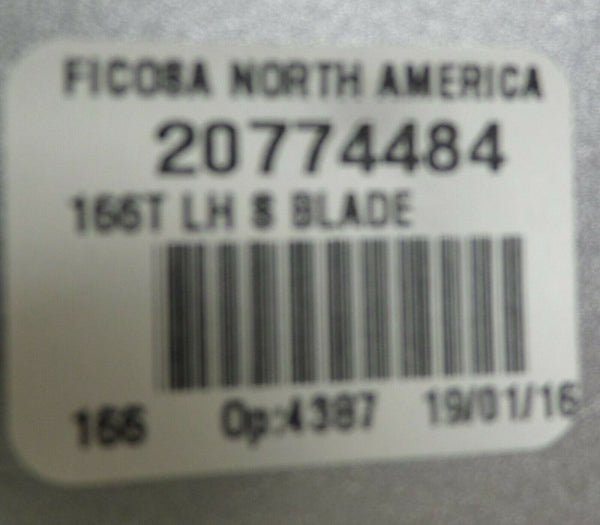 FICOSA NORTH AMERICA
20774484
166T LH S BLADE
166 Op:4387 19/01/16